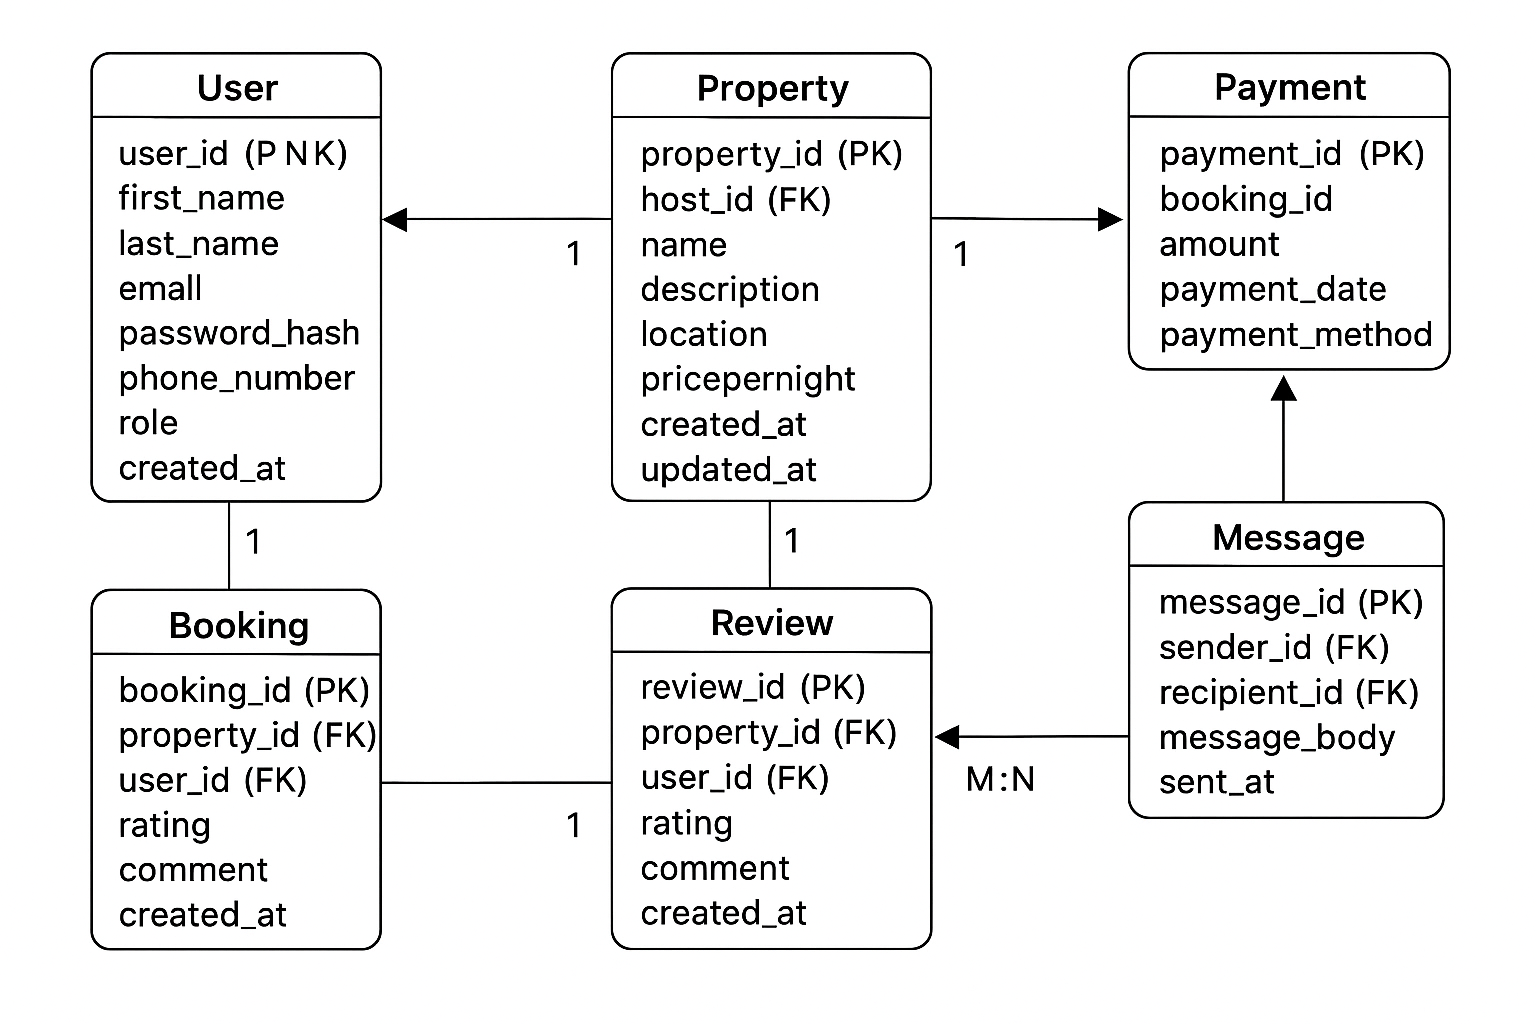 User
user_id (P N K)
first_name
last_name
emall
password_hash
phone_number
role
created_at
1
Property
property_id (PK)
host_id (FK)
name
description
location
pricepernight
created_at
updated_at
1
Payment
payment_id (PK)
booking_id
amount
payment_date
payment_method
1
1
Booking
booking_id (PK)
property_id (FK)
user_id (FK)
rating
comment
created_at
1
Review
review_id (PK)
property_id (FK)
user_id (FK)
rating
comment
created_at
M:N
Message
message_id (PK)
sender_id (FK)
recipient_id (FK)
message_body
sent_at